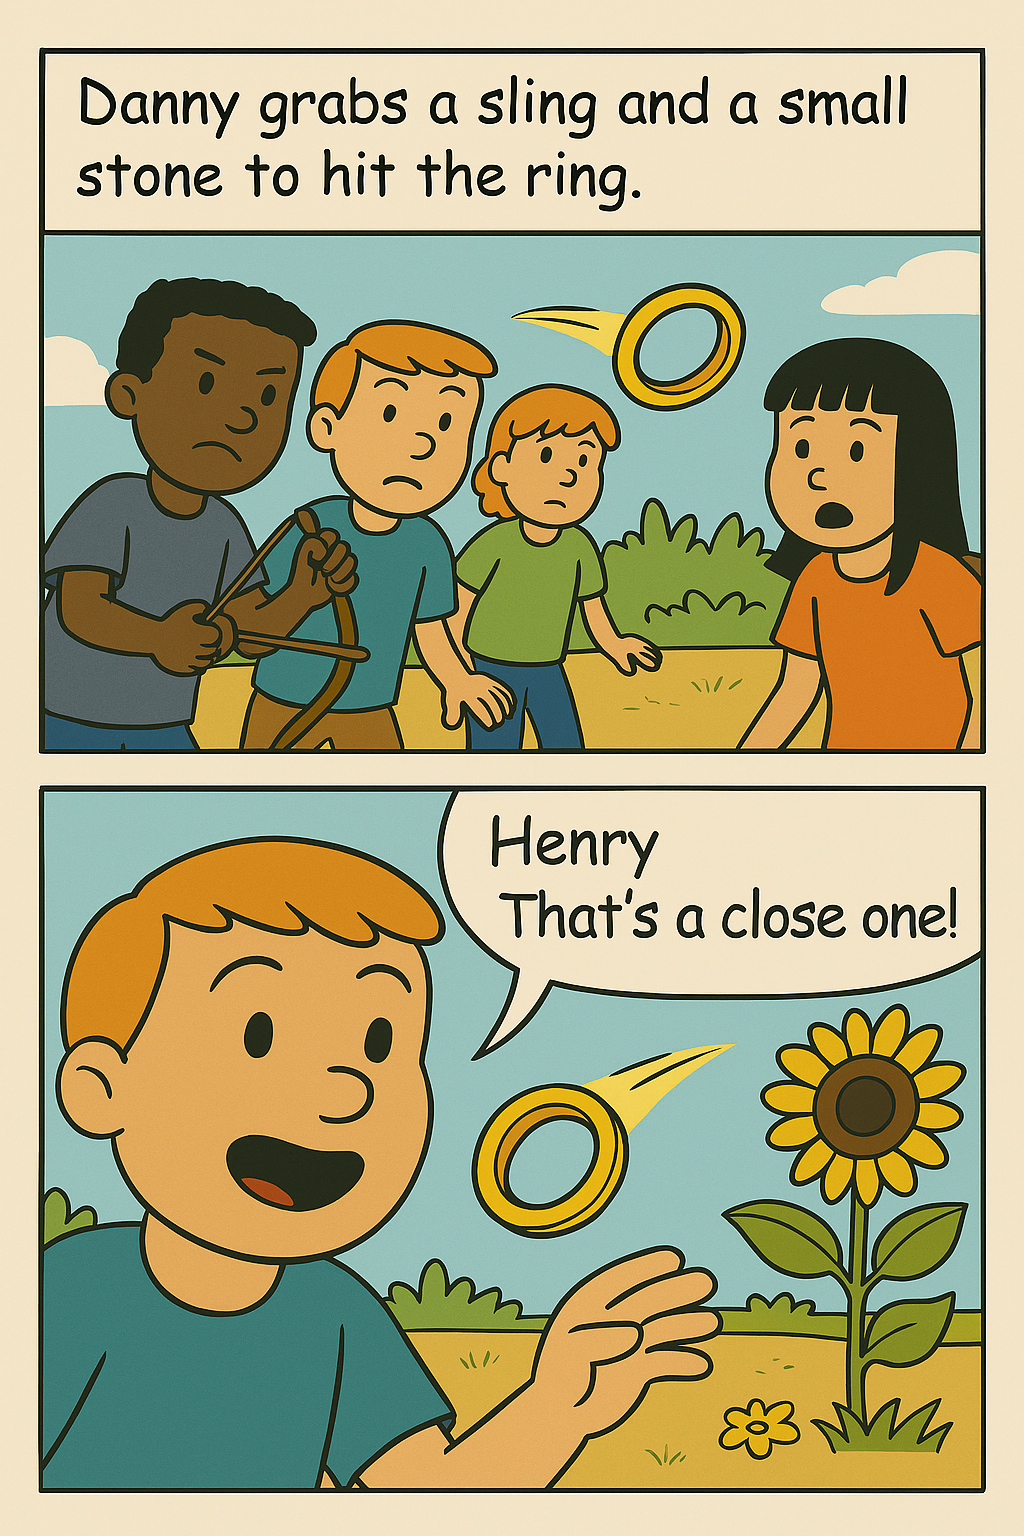 Danny grabs a sling and a small
stone to hit the ring.
Henry
That's a close one!